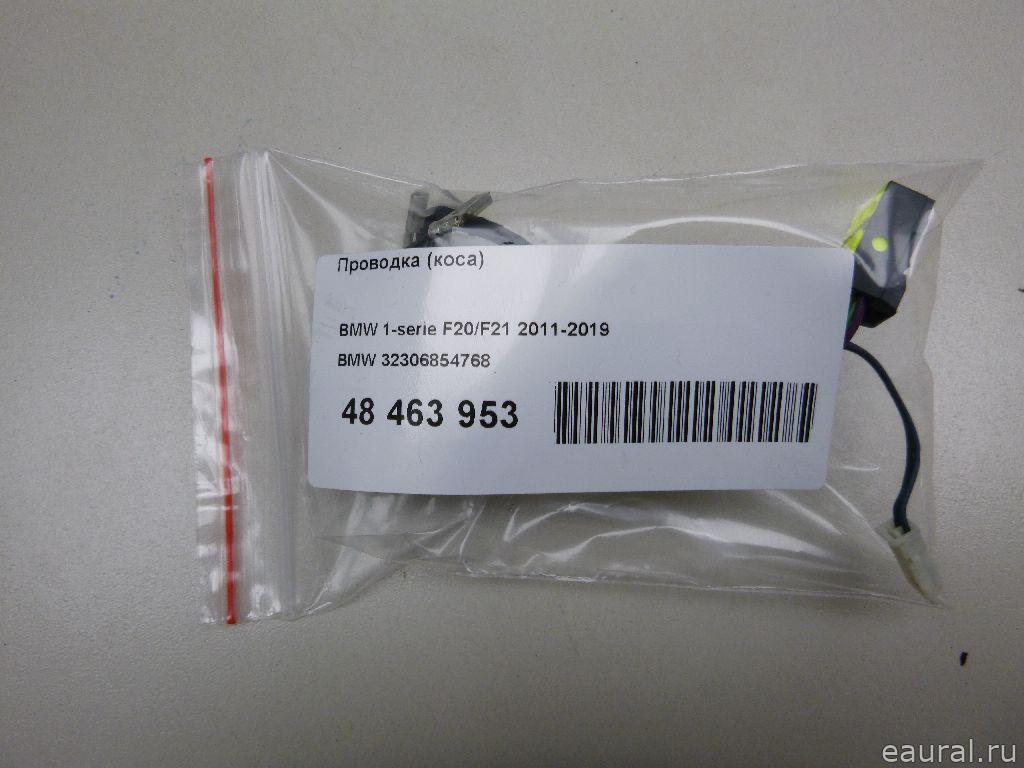 Проводка (коса)
BMW 1-serie F20/F21 2011-2019
BMW 32306854768
48 463 953
eaural.ru